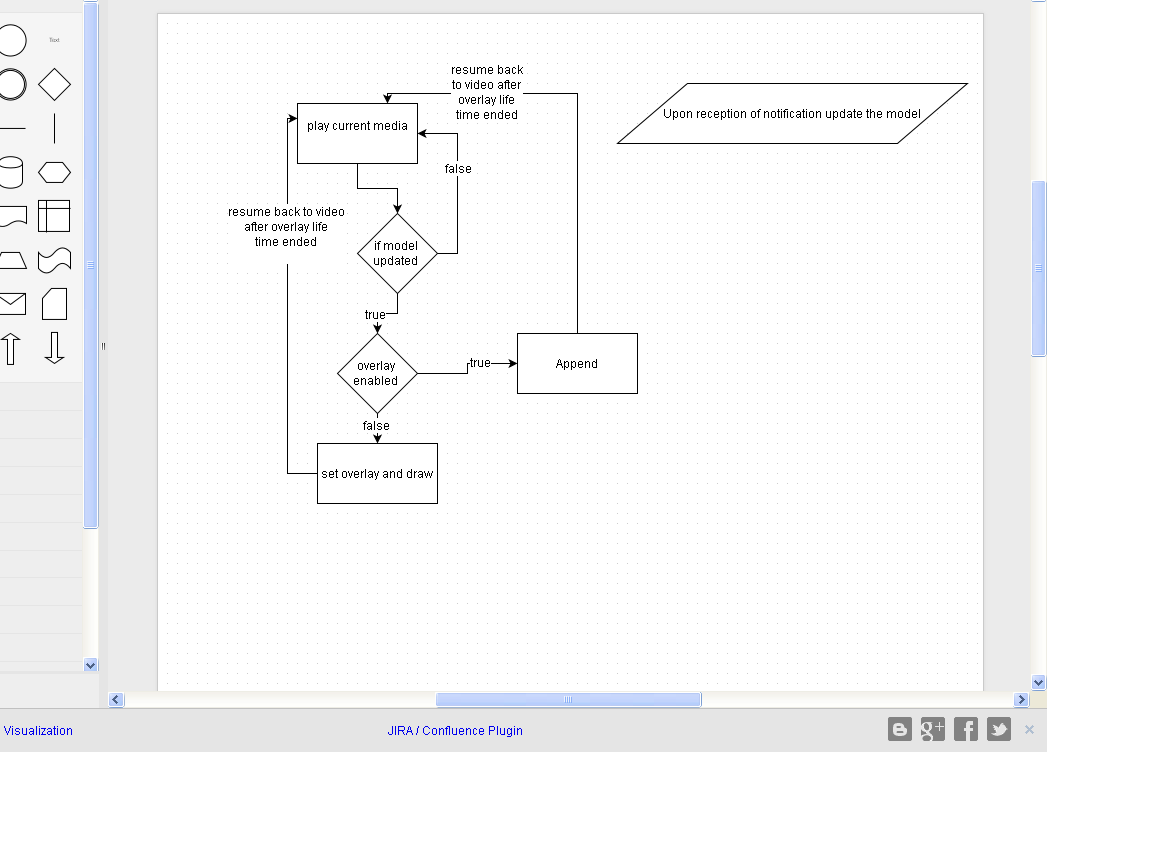 Text
resume back
to video after
overlay life
time ended
play current media
Upon reception of notification update the model
false
resume back to video
after overlay life
time ended
if model
updated
true
overlay
enabled
true
Append
false
set overlay and draw
Visualization
JIRA / Confluence Plugin
g+
f